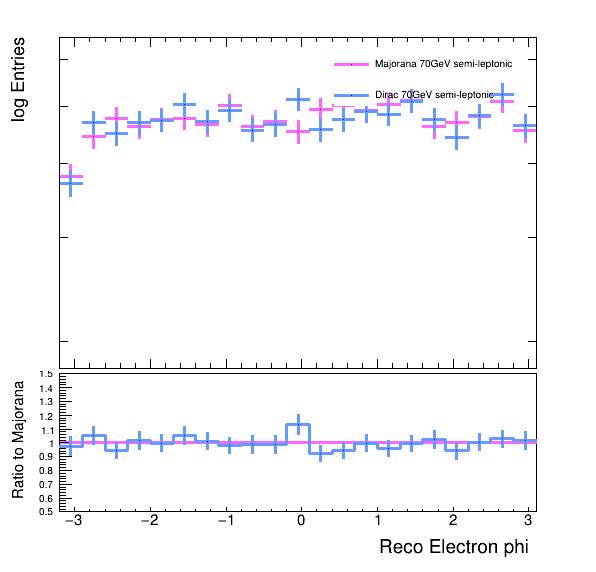 log Entries
Majorana 70GeV semi-leptonic
Dirac 70GeV semi-leptonic
Ratio to Majorana
1.5
1.4
1.3
1.2
1.1
1
0.9
0.8
0.7
0.6
0.5
−3 −2 −1 0 1 2 3
Reco Electron phi